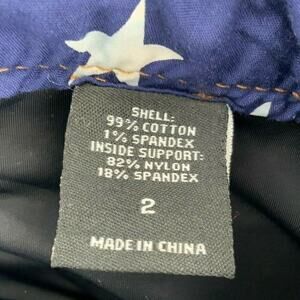 SHELL:
99% COTTON
1% SPANDEX
INSIDE SUPPORT:
82% NYLON
18% SPANDEX
2
MADE IN CHINA